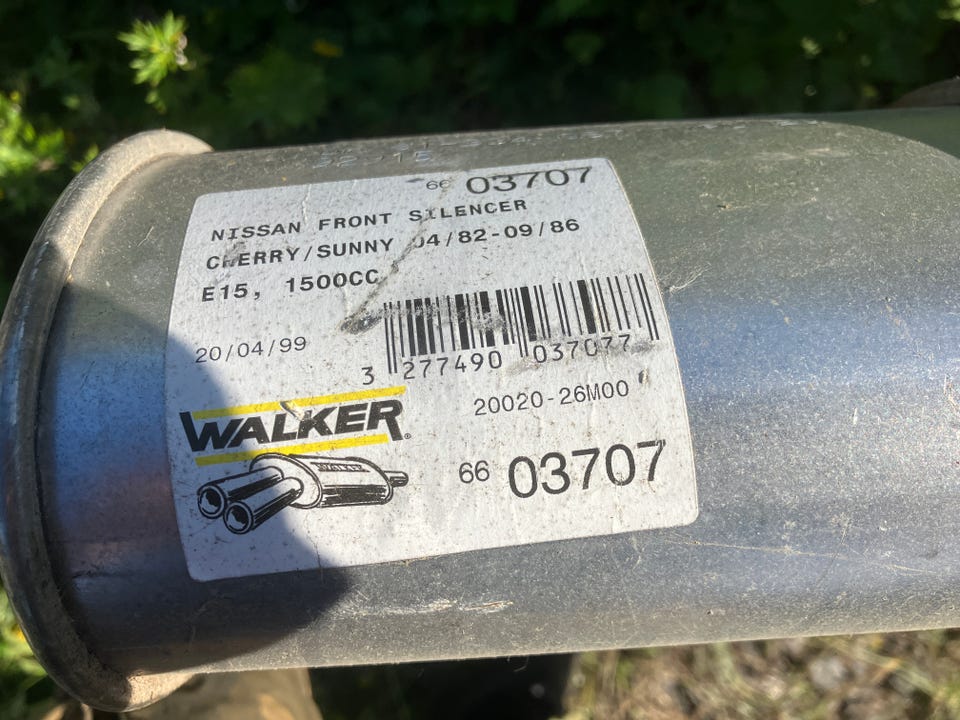 66 03707
NISSAN FRONT SILENCER
CHERRY/SUNNY 04/82-09/86
E15, 1500CC
20/04/99
3 277490 037077
20020-26M00
WALKER
WALKER
66 03707